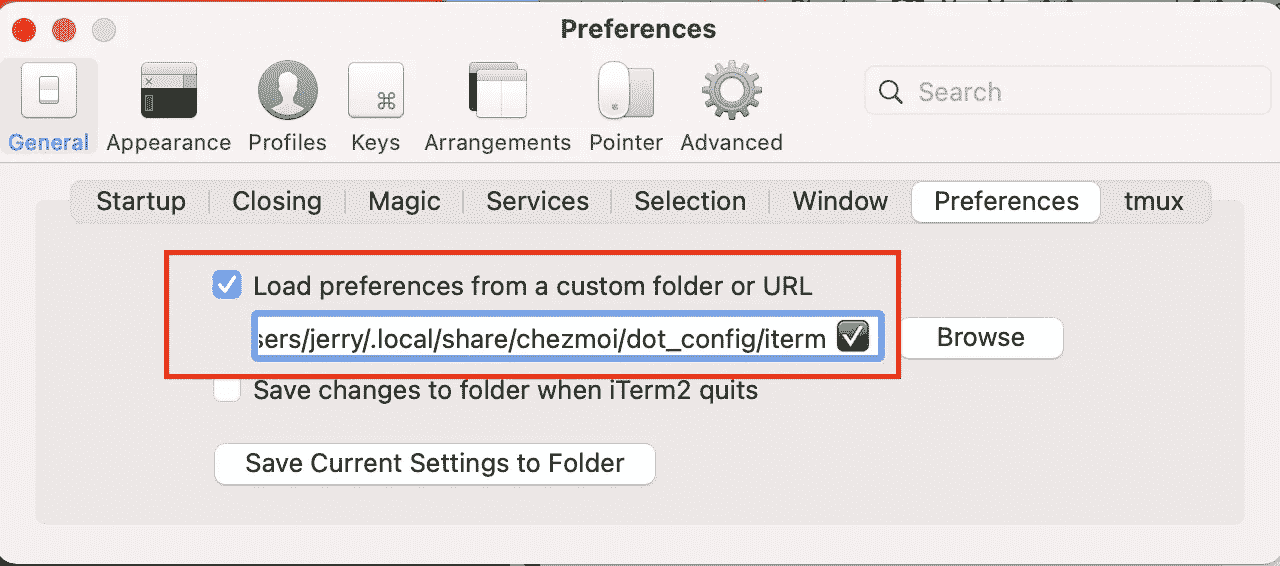 Preferences
General Appearance Profiles Keys Arrangements Pointer Advanced Search
Startup Closing Magic Services Selection Window Preferences tmux
Load preferences from a custom folder or URL
sers/jerry/.local/share/chezmoi/dot_config/iterm Browse
Save changes to folder when iTerm2 quits
Save Current Settings to Folder